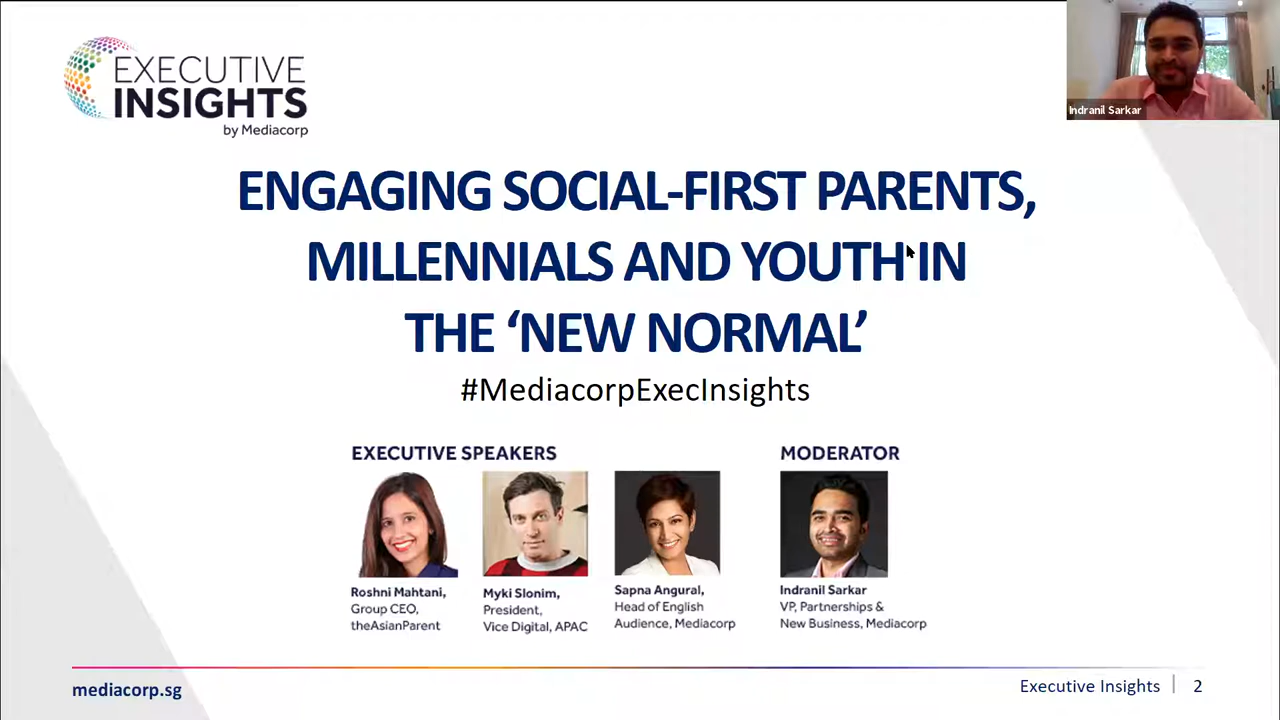 EXECUTIVE
INSIGHTS
by Mediacorp
Indranil Sarkar
ENGAGING SOCIAL-FIRST PARENTS,
MILLENNIALS AND YOUTH IN
THE ‘NEW NORMAL’
#MediacorpExecInsights
EXECUTIVE SPEAKERS
MODERATOR
Roshni Mahtani,
Group CEO,
theAsianParent
Myki Slonim,
President,
Vice Digital, APAC
Sapna Angural,
Head of English
Audience, Mediacorp
Indranil Sarkar
VP, Partnerships &
New Business, Mediacorp
mediacorp.sg
Executive Insights | 2